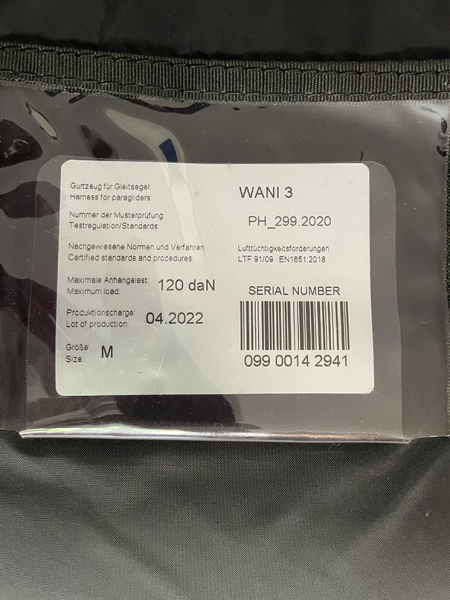 Gurtzeug für Gleitsegel:
Harness for paragliders:
WANI 3
Nummer der Musterprüfung:
Testregulation/Standards:
PH_299.2020
Nachgewiesene Normen und Verfahren
Certified standards and procedures:
Lufttüchtigkeitsforderungen
LTF 91/09 EN1651:2018
Maximale Anhängelast:
Maximum load:
120 daN
Produktionscharge:
Lot of production:
04.2022
Größe:
Size:
M
SERIAL NUMBER
099 0014 2941